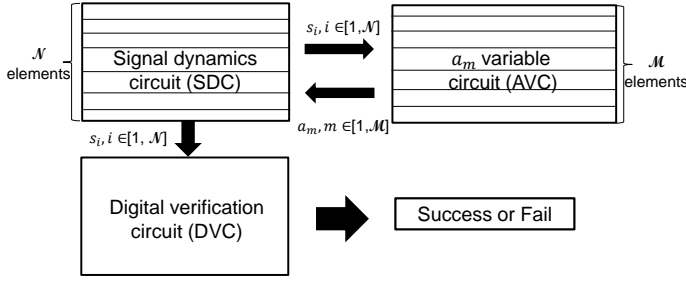 𝒩
elements
Signal dynamics
circuit (SDC)
s_i, i ∈[1,𝒩]
a_m, m ∈[1,ℳ]
a_m variable
circuit (AVC)
ℳ
elements
s_i, i ∈[1, 𝒩]
Digital verification
circuit (DVC)
Success or Fail